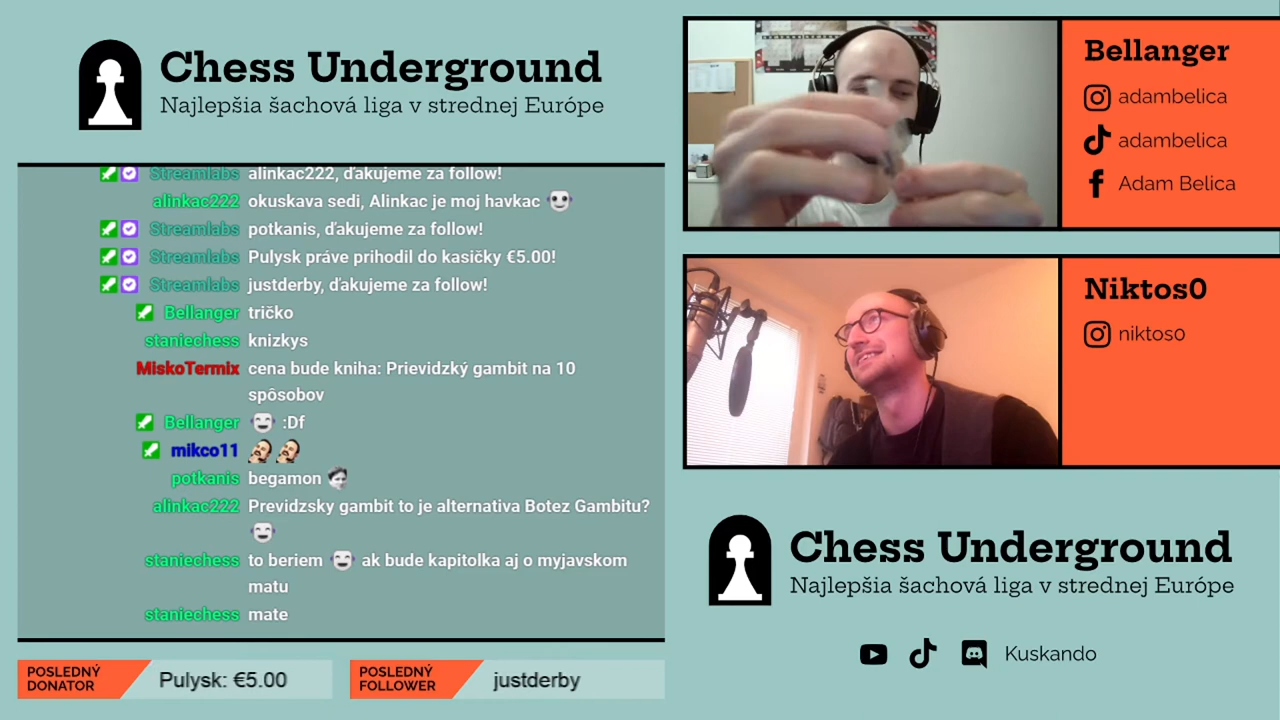 Chess Underground
Najlepšia šachová liga v strednej Európe
Streamlabs alinkac222, ďakujeme za follow!
alinkac222 okuskava sedi, Alinkac je moj havkac
Streamlabs potkanis, ďakujeme za follow!
Streamlabs Pulysk práve prihodil do kasičky €5.00!
Streamlabs justderby, ďakujeme za follow!
Bellanger tričko
staniechess knizkys
MiskoTermix cena bude kniha: Prievidzký gambit na 10
spôsobov
Bellanger :Df
mikco11
potkanis begamon
alinkac222 Previdzsky gambit to je alternativa Botez Gambitu?
staniechess to beriem ak bude kapitolka aj o myjavskom
matu
staniechess mate
POSLEDNÝ
DONATOR
Pulysk: €5.00
POSLEDNÝ
FOLLOWER
justderby
Bellanger
adambelica
adambelica
Adam Belica
Niktos0
niktos0
Chess Underground
Najlepšia šachová liga v strednej Európe
Kuskando